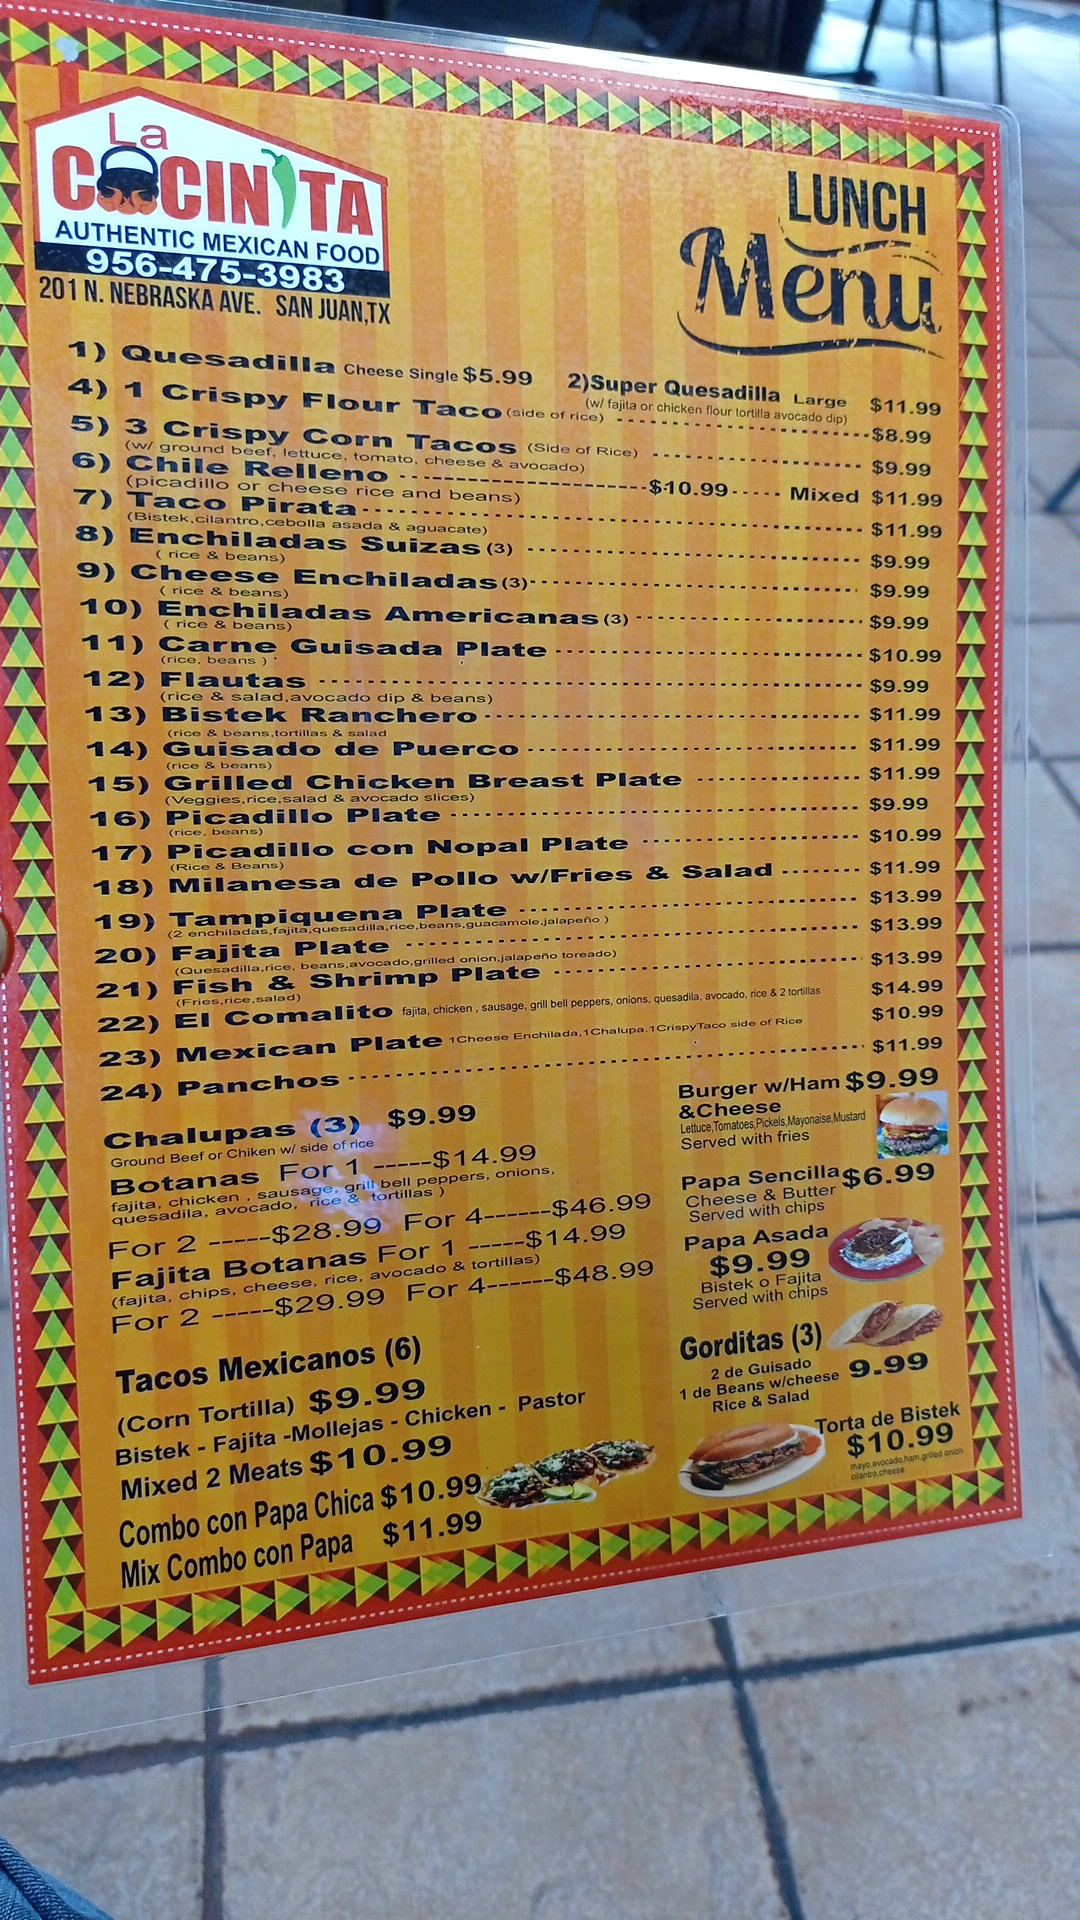 La
COCINITA
AUTHENTIC MEXICAN FOOD
956-475-3983
201 N. NEBRASKA AVE. SAN JUAN,TX
LUNCH
Menu
1) Quesadilla Cheese Single $5.99 2)Super Quesadilla Large $11.99
(w/ fajita or chicken flour tortilla avocado dip)
4) 1 Crispy Flour Taco (side of rice) $8.99
5) 3 Crispy Corn Tacos (Side of Rice) $9.99
(w/ ground beef, lettuce, tomato, cheese & avocado)
6) Chile Relleno $10.99 Mixed $11.99
(picadillo or cheese rice and beans)
7) Taco Pirata $11.99
(Bistek,cilantro,cebolla asada & aguacate)
8) Enchiladas Suizas (3) $9.99
( rice & beans)
9) Cheese Enchiladas (3) $9.99
( rice & beans)
10) Enchiladas Americanas (3) $9.99
( rice & beans)
11) Carne Guisada Plate $10.99
(rice, beans )
12) Flautas $9.99
(rice & salad,avocado dip & beans)
13) Bistek Ranchero $11.99
(rice & beans,tortillas & salad
14) Guisado de Puerco $11.99
(rice & beans)
15) Grilled Chicken Breast Plate $11.99
(Veggies,rice,salad & avocado slices)
16) Picadillo Plate $9.99
(rice, beans)
17) Picadillo con Nopal Plate $10.99
(Rice & Beans)
18) Milanesa de Pollo w/Fries & Salad $11.99
19) Tampiquena Plate $13.99
(2 enchiladas,fajita,quesadilla,rice,beans,guacamole,jalapeño )
20) Fajita Plate $13.99
(Quesadilla,rice, beans,avocado,grilled onion,jalapeño toreado)
21) Fish & Shrimp Plate $13.99
(Fries,rice,salad)
22) El Comalito fajita, chicken , sausage, grill bell peppers, onions, quesadila, avocado, rice & 2 tortillas $14.99
23) Mexican Plate 1Cheese Enchilada,1Chalupa.1CrispyTaco side of Rice $10.99
24) Panchos $11.99
Chalupas (3) $9.99
Ground Beef or Chiken w/ side of rice
Botanas For 1 -----$14.99
fajita, chicken , sausage, grill bell peppers, onions,
quesadila, avocado, rice & tortillas )
For 2 -----$28.99 For 4------$46.99
Fajita Botanas For 1 -----$14.99
(fajita, chips, cheese, rice, avocado & tortillas)
For 2 -----$29.99 For 4------$48.99
Tacos Mexicanos (6)
(Corn Tortilla) $9.99
Bistek - Fajita -Mollejas - Chicken - Pastor
Mixed 2 Meats $10.99
Combo con Papa Chica $10.99
Mix Combo con Papa $11.99
Burger w/Ham $9.99
&Cheese
Lettuce,Tomatoes,Pickels,Mayonaise,Mustard
Served with fries
Papa Sencilla $6.99
Cheese & Butter
Served with chips
Papa Asada
$9.99
Bistek o Fajita
Served with chips
Gorditas (3)
2 de Guisado 9.99
1 de Beans w/cheese
Rice & Salad
Torta de Bistek
$10.99
mayo,avocado,ham,grilled onion
cilantro,cheese